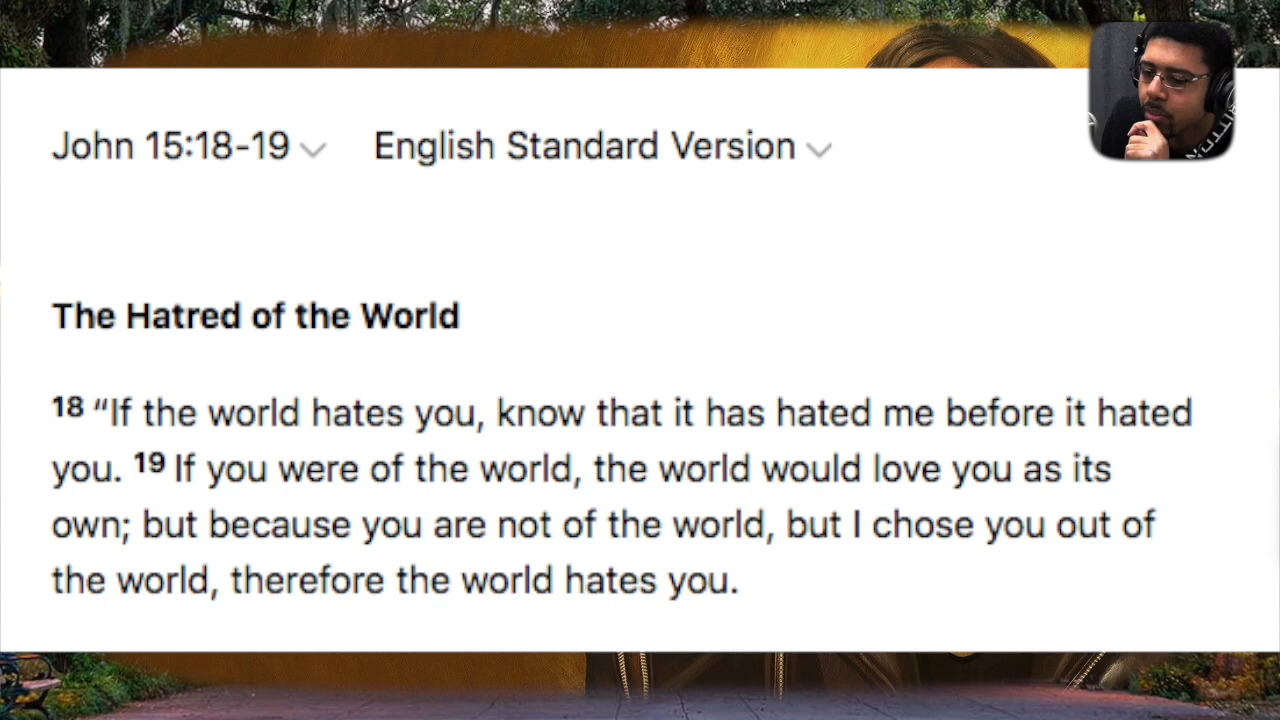 John 15:18-19 English Standard Version
The Hatred of the World
18 “If the world hates you, know that it has hated me before it hated
you. 19 If you were of the world, the world would love you as its
own; but because you are not of the world, but I chose you out of
the world, therefore the world hates you.